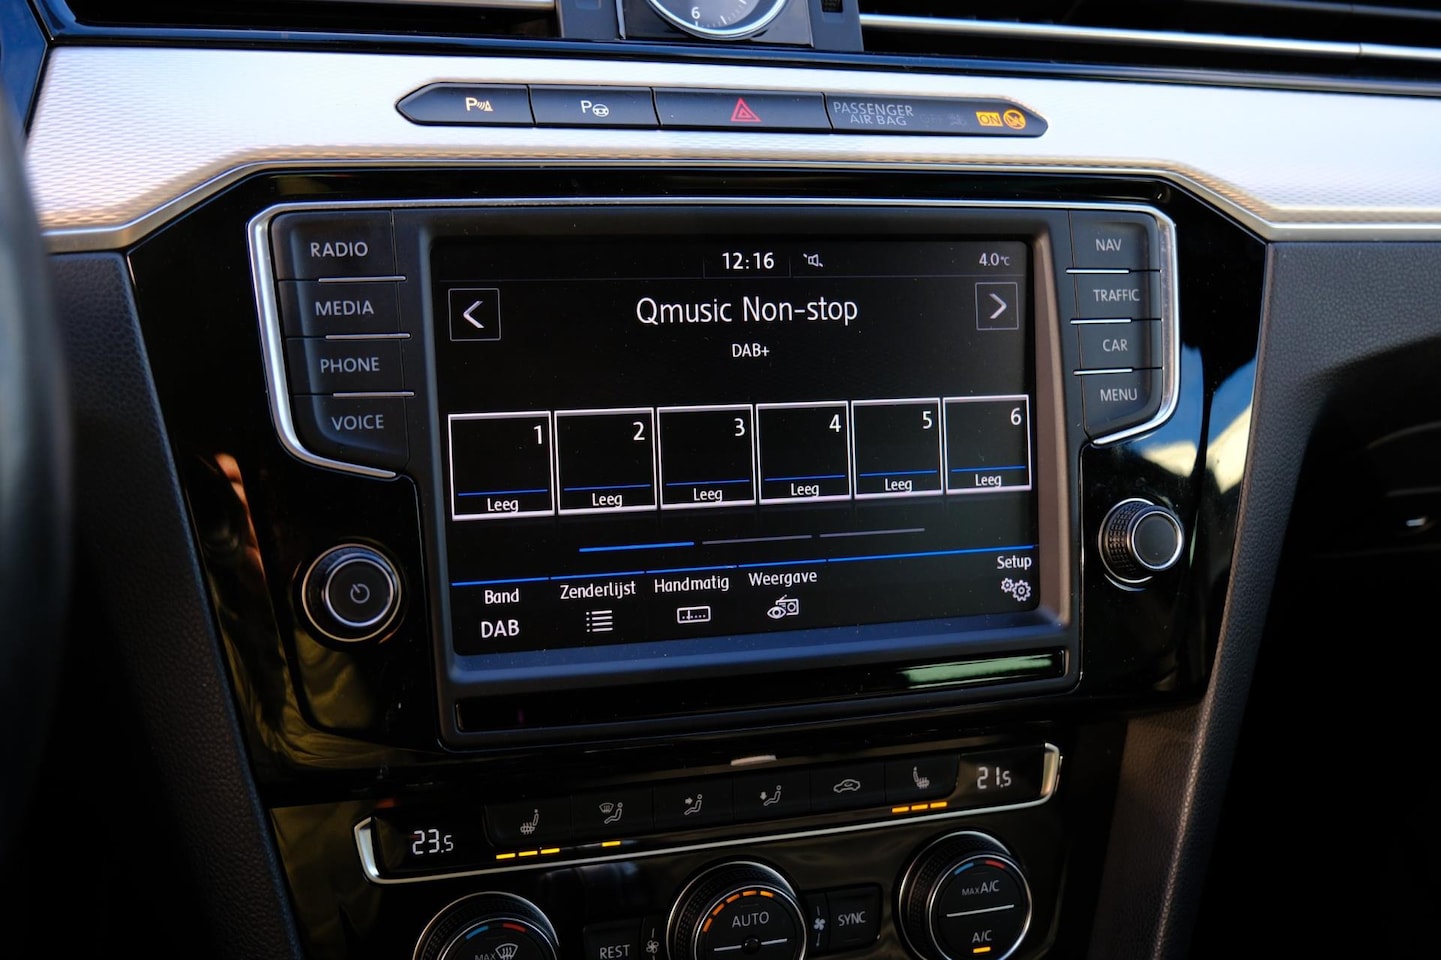 6
P
P
PASSENGER
AIR BAG
ON
RADIO
MEDIA
PHONE
VOICE
NAV
TRAFFIC
CAR
MENU
12:16
4.0°C
Qmusic Non-stop
DAB+
1 2 3 4 5 6
Leeg Leeg Leeg Leeg Leeg Leeg
Band Zenderlijst Handmatig Weergave Setup
DAB
23.5
21.5
MAX
REST
AUTO
SYNC
MAX A/C
A/C